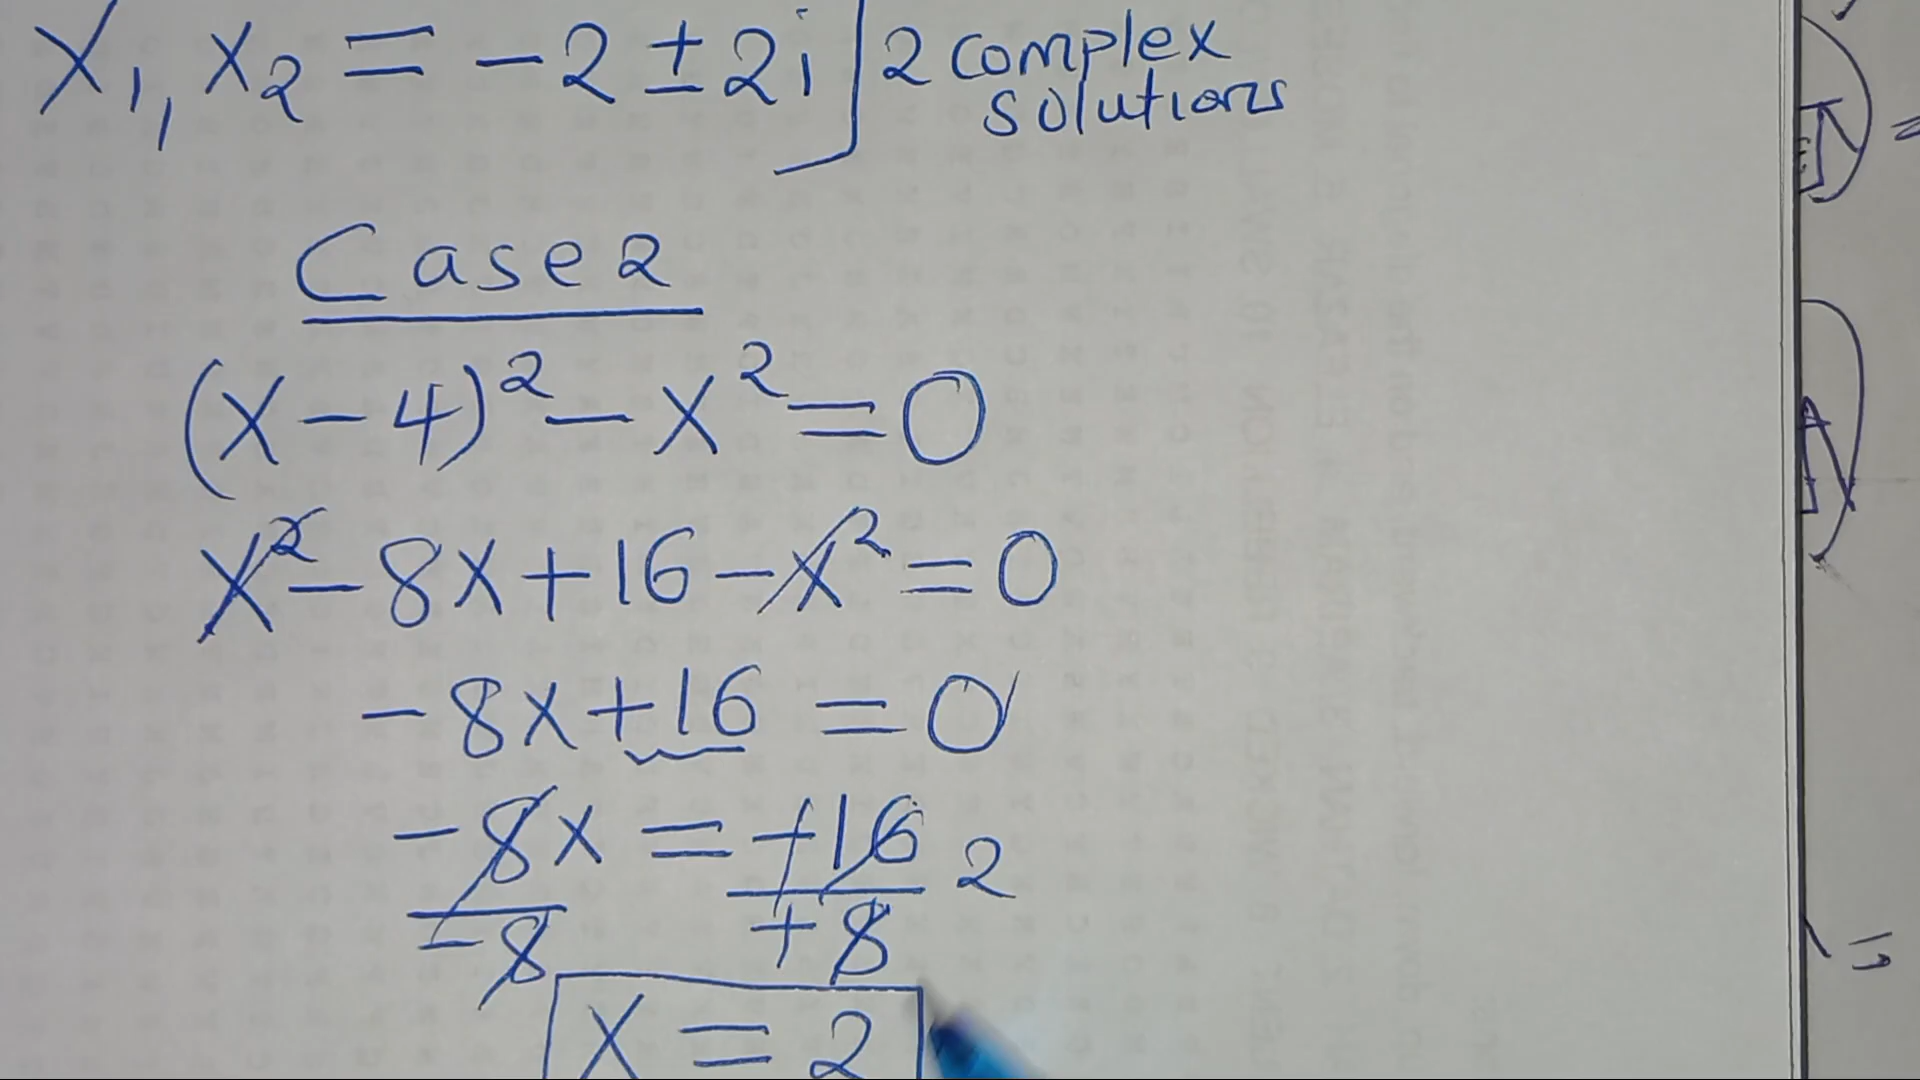 x₁, x₂ = -2 ± 2i 2 complex
solutions
Case 2
(x-4)² - x² = 0
x² - 8x + 16 - x² = 0
-8x + 16 = 0
-8x = +16 2
-8 +8
x = 2